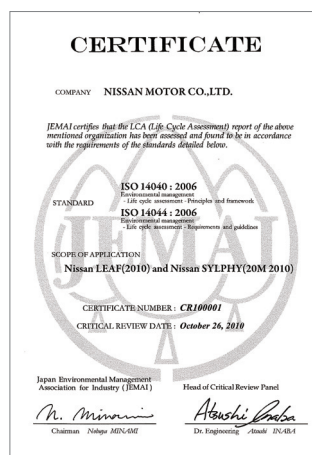 CERTIFICATE
COMPANY NISSAN MOTOR CO.,LTD.
JEMAI certifies that the LCA (Life Cycle Assessment) report of the above
mentioned organization has been assessed and found to be in accordance
with the requirements of the standards detailed below.
ISO 14040 : 2006
Environmental management
- Life cycle assessment - Principles and framework
STANDARD
ISO 14044 : 2006
Environmental management
- Life cycle assessment - Requirements and guidelines
SCOPE OF APPLICATION
Nissan LEAF(2010) and Nissan SYLPHY(20M 2010)
JEMAI
CERTIFICATE NUMBER : CR100001
CRITICAL REVIEW DATE : October 26, 2010
Japan Environmental Management
Association for Industry (JEMAI)
Head of Critical Review Panel
N. Minami
Atsushi Inaba
Chairman Nobuya MINAMI
Dr. Engineering Atsushi INABA